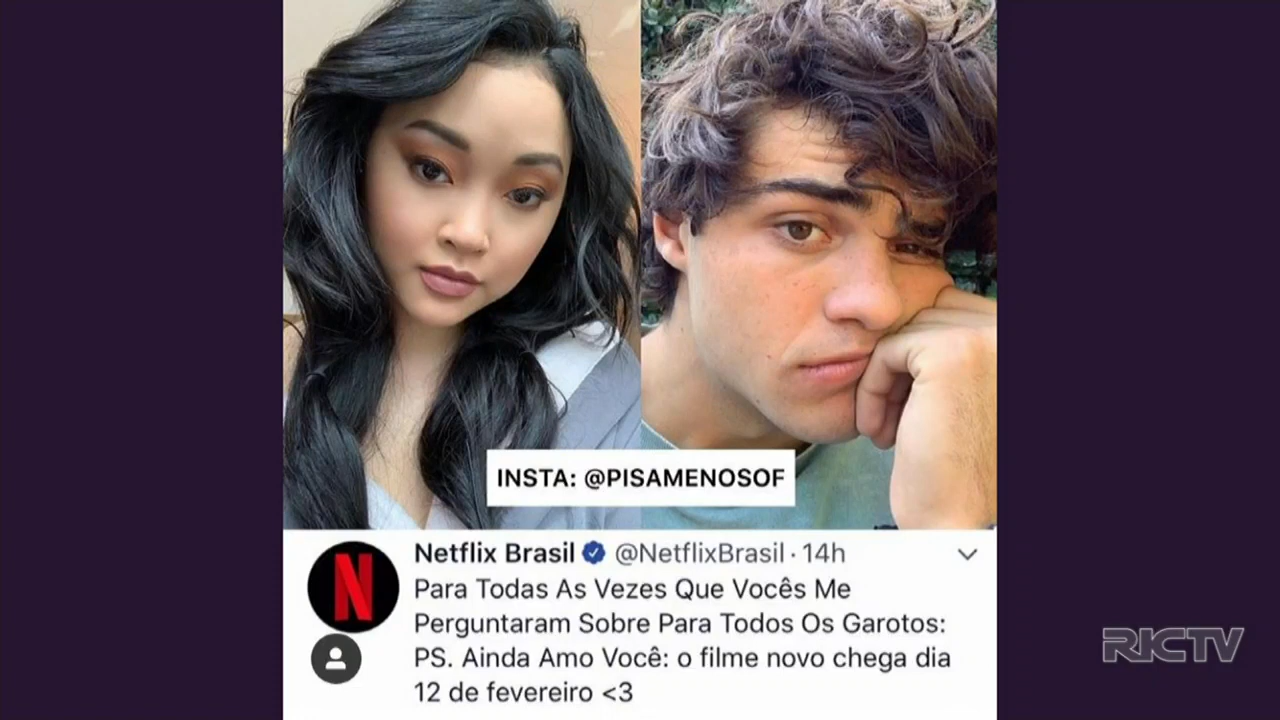 INSTA: @PISAMENOSOF
Netflix Brasil @NetflixBrasil · 14h
Para Todas As Vezes Que Vocês Me
Perguntaram Sobre Para Todos Os Garotos:
PS. Ainda Amo Você: o filme novo chega dia
12 de fevereiro <3
RICTV